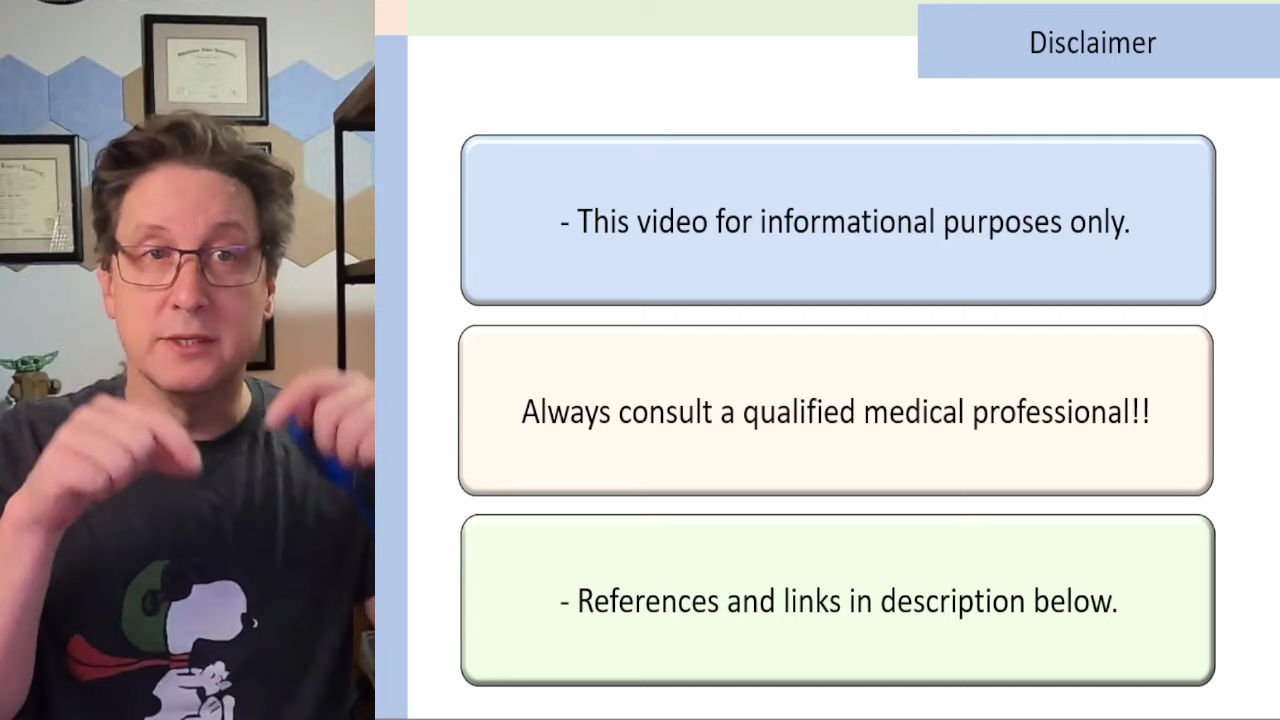 Disclaimer
- This video for informational purposes only.
Always consult a qualified medical professional!!
- References and links in description below.